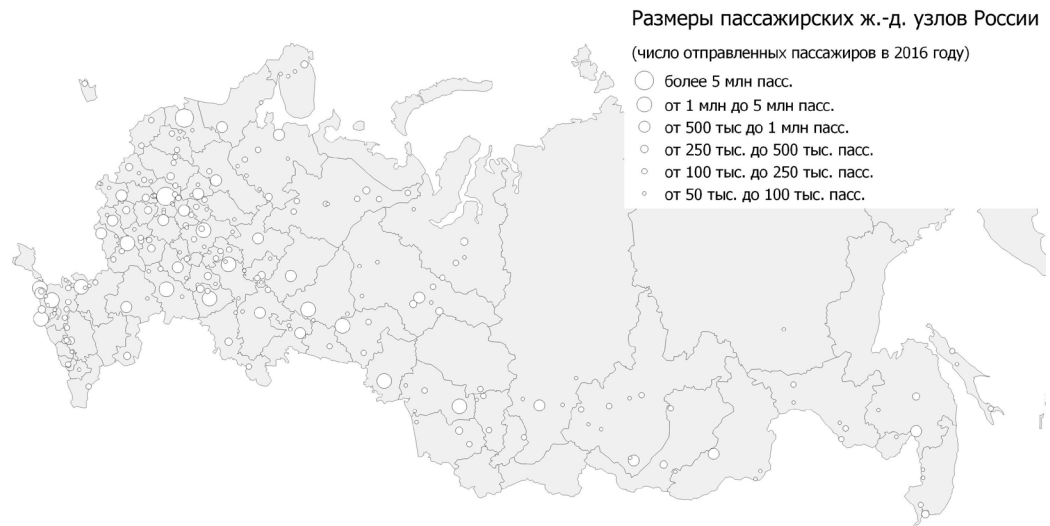 Размеры пассажирских ж.-д. узлов России
(число отправленных пассажиров в 2016 году)
более 5 млн пасс.
от 1 млн до 5 млн пасс.
от 500 тыс до 1 млн пасс.
от 250 тыс. до 500 тыс. пасс.
от 100 тыс. до 250 тыс. пасс.
от 50 тыс. до 100 тыс. пасс.